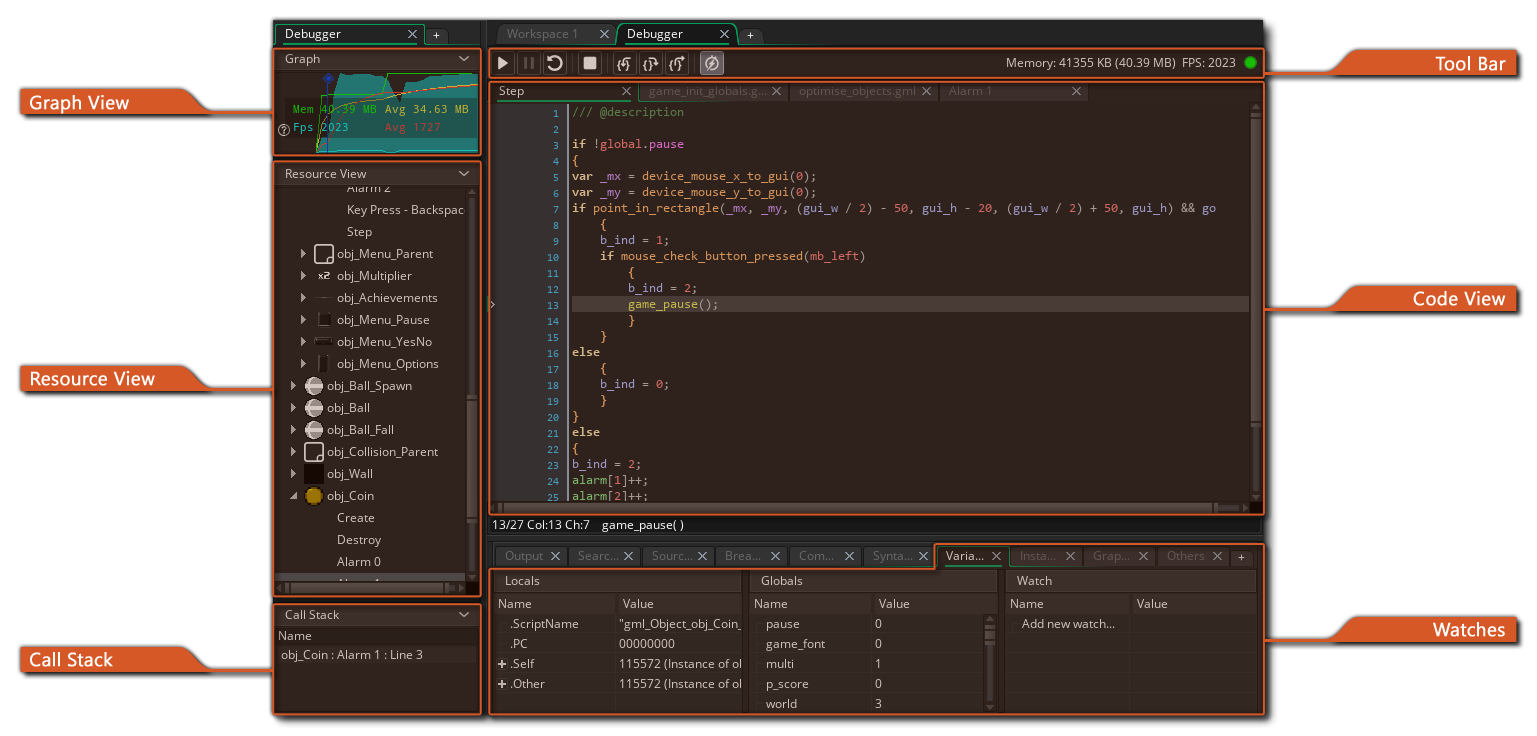 Debugger
+
Workspace 1
Debugger
+
Graph
Mem 40.39 MB Avg 34.63 MB
Fps 2023 Avg 1727
Graph View
Memory: 41355 KB (40.39 MB) FPS: 2023
Tool Bar
Resource View
Alarm 2
Key Press - Backspac
Step
obj_Menu_Parent
x2 obj_Multiplier
obj_Achievements
obj_Menu_Pause
obj_Menu_YesNo
obj_Menu_Options
obj_Ball_Spawn
obj_Ball
obj_Ball_Fall
obj_Collision_Parent
obj_Wall
obj_Coin
Create
Destroy
Alarm 0
Resource View
Call Stack
Name
obj_Coin : Alarm 1 : Line 3
Call Stack
Step
game_init_globals.g...
optimise_objects.gml
Alarm 1
1 /// @description
2
3 if !global.pause
4 {
5 var _mx = device_mouse_x_to_gui(0);
6 var _my = device_mouse_y_to_gui(0);
7 if point_in_rectangle(_mx, _my, (gui_w / 2) - 50, gui_h - 20, (gui_w / 2) + 50, gui_h) && go
8 {
9 b_ind = 1;
10 if mouse_check_button_pressed(mb_left)
11 {
12 b_ind = 2;
13 game_pause();
14 }
15 }
16 else
17 {
18 b_ind = 0;
19 }
20 }
21 else
22 {
23 b_ind = 2;
24 alarm[1]++;
25 alarm[2]++;
Code View
13/27 Col:13 Ch:7 game_pause( )
Output
Searc...
Sourc...
Brea...
Com...
Synta...
Varia...
Insta...
Grap...
Others
+
Locals
Name Value
.ScriptName "gml_Object_obj_Coin_
.PC 00000000
.Self 115572 (Instance of ol
.Other 115572 (Instance of ol
Globals
Name Value
pause 0
game_font 0
multi 1
p_score 0
world 3
Watch
Name Value
Add new watch...
Watches